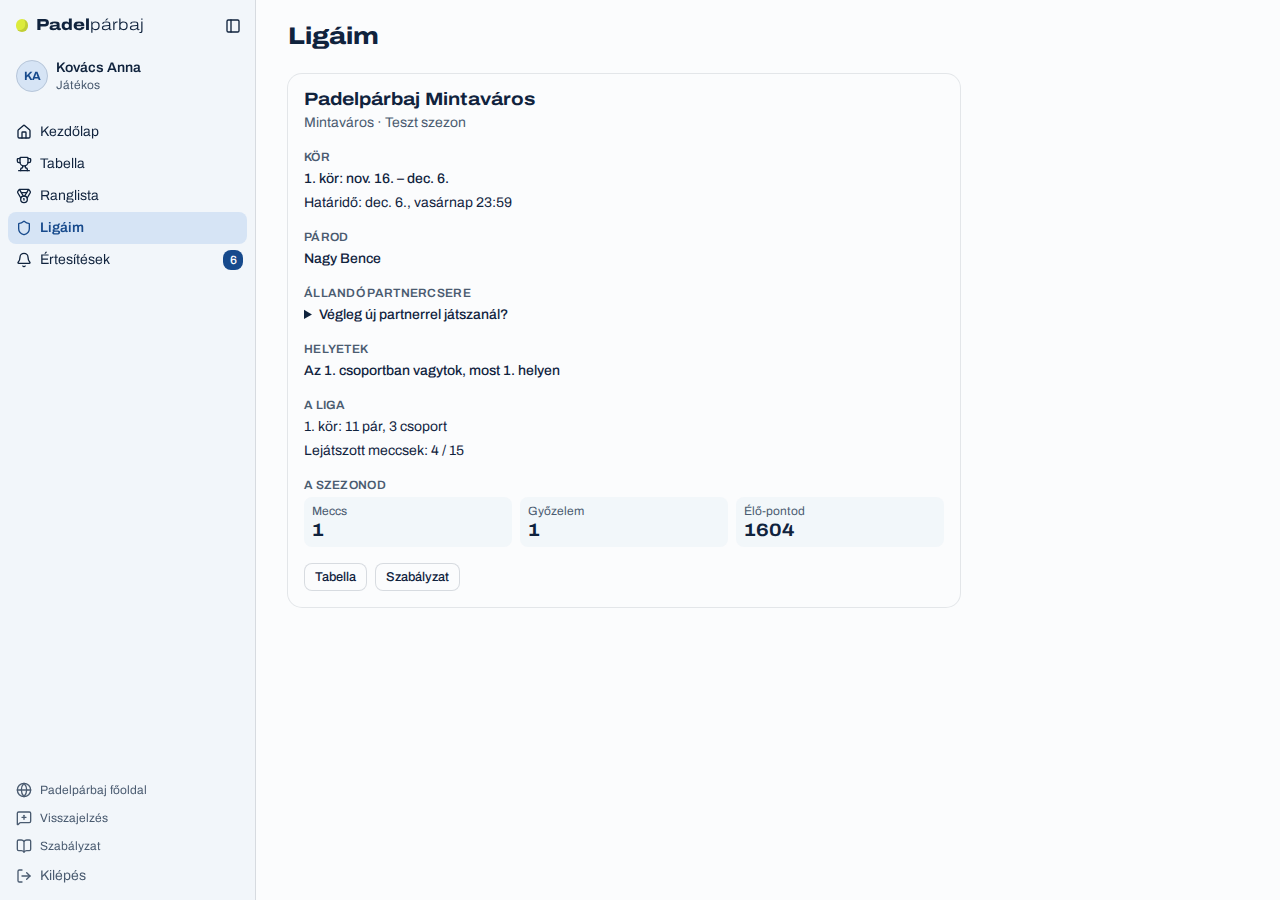 Padelpárbaj
KA
Kovács Anna
Játékos
Kezdőlap
Tabella
Ranglista
Ligáim
Értesítések
6
Padelpárbaj főoldal
Visszajelzés
Szabályzat
Kilépés
Ligáim
Padelpárbaj Mintaváros
Mintaváros · Teszt szezon
KÖR
1. kör: nov. 16. – dec. 6.
Határidő: dec. 6., vasárnap 23:59
PÁROD
Nagy Bence
ÁLLANDÓ PARTNERCSERE
Végleg új partnerrel játszanál?
HELYETEK
Az 1. csoportban vagytok, most 1. helyen
A LIGA
1. kör: 11 pár, 3 csoport
Lejátszott meccsek: 4 / 15
A SZEZONOD
Meccs
1
Győzelem
1
Élő-pontod
1604
Tabella
Szabályzat